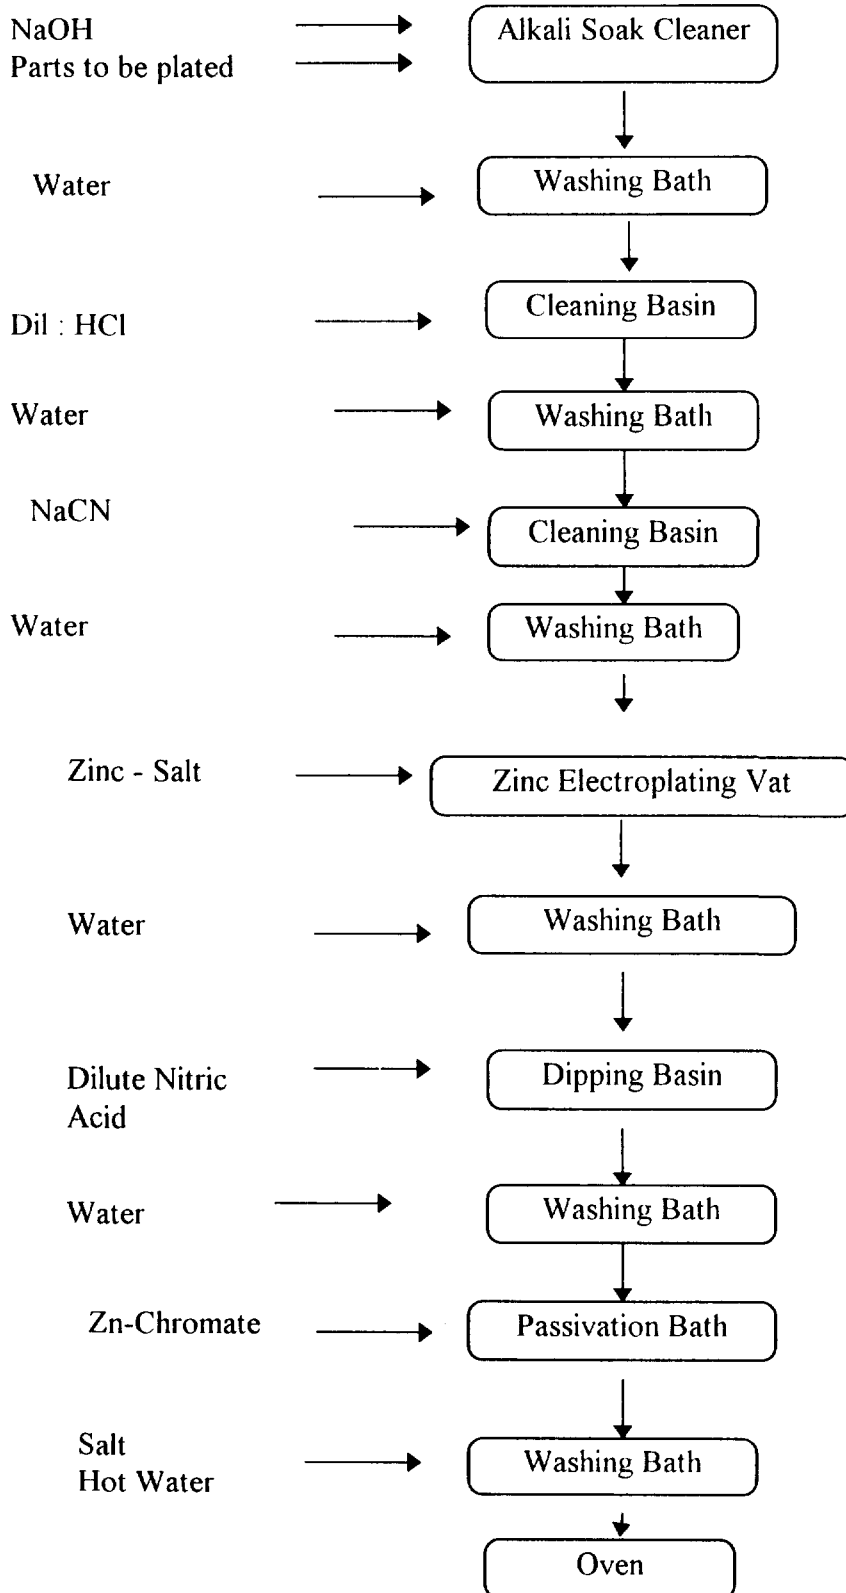 NaOH
Alkali Soak Cleaner
Parts to be plated
Water
Washing Bath
Dil : HCl
Cleaning Basin
Water
Washing Bath
NaCN
Cleaning Basin
Water
Washing Bath
Zinc - Salt
Zinc Electroplating Vat
Water
Washing Bath
Dilute Nitric
Acid
Dipping Basin
Water
Washing Bath
Zn-Chromate
Passivation Bath
Salt
Hot Water
Washing Bath
Oven